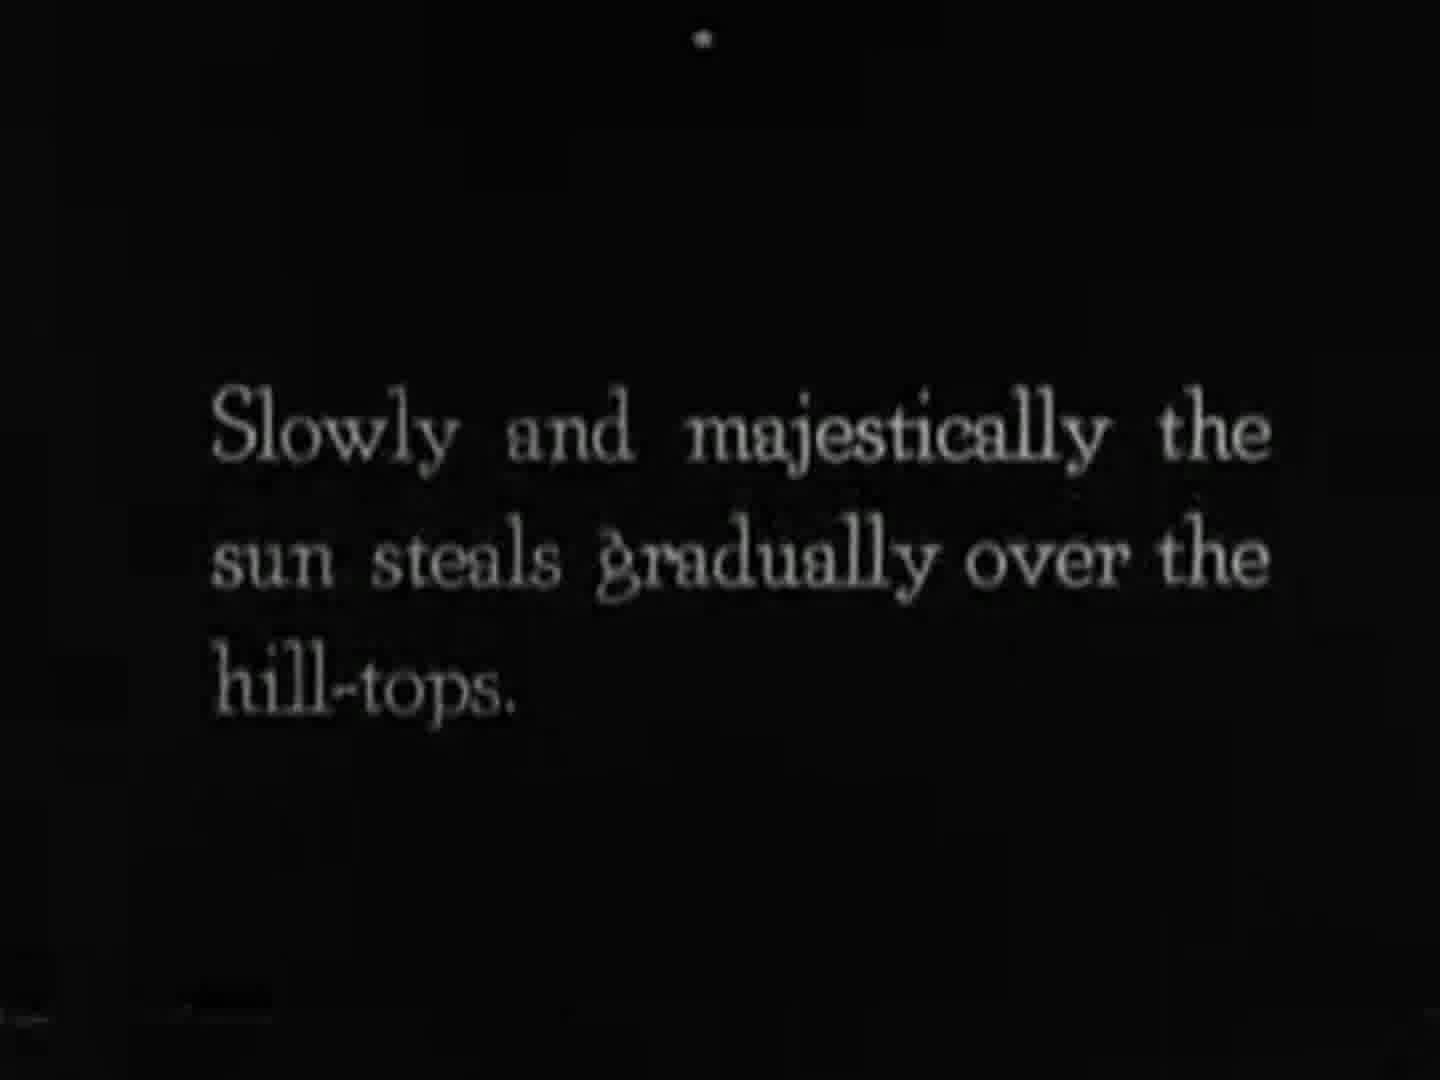 Slowly and majestically the
sun steals gradually over the
hill-tops.